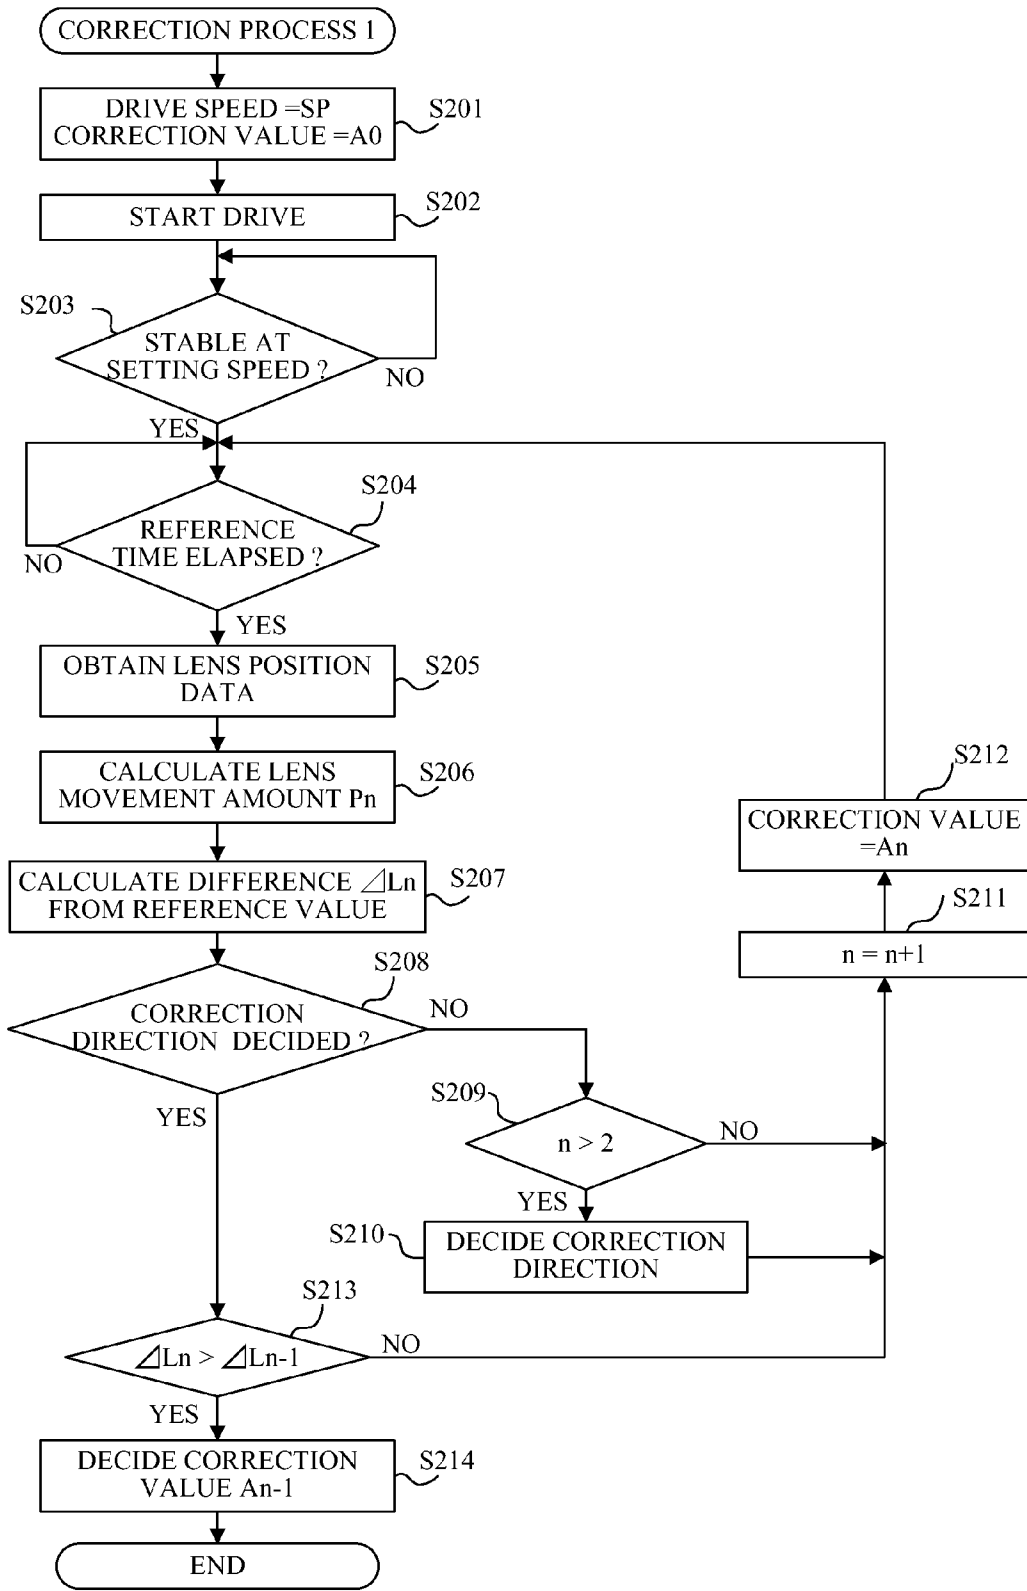 CORRECTION PROCESS 1
DRIVE SPEED =SP
CORRECTION VALUE =A0
S201
START DRIVE
S202
S203
STABLE AT
SETTING SPEED ?
NO
YES
S204
REFERENCE
TIME ELAPSED ?
NO
YES
OBTAIN LENS POSITION
DATA
S205
CALCULATE LENS
MOVEMENT AMOUNT Pn
S206
S212
CORRECTION VALUE
=An
CALCULATE DIFFERENCE ⊿Ln
FROM REFERENCE VALUE
S207
S211
n = n+1
S208
CORRECTION
DIRECTION DECIDED ?
NO
YES
S209
n > 2
NO
YES
S210
DECIDE CORRECTION
DIRECTION
S213
⊿Ln > ⊿Ln-1
NO
YES
DECIDE CORRECTION
VALUE An-1
S214
END